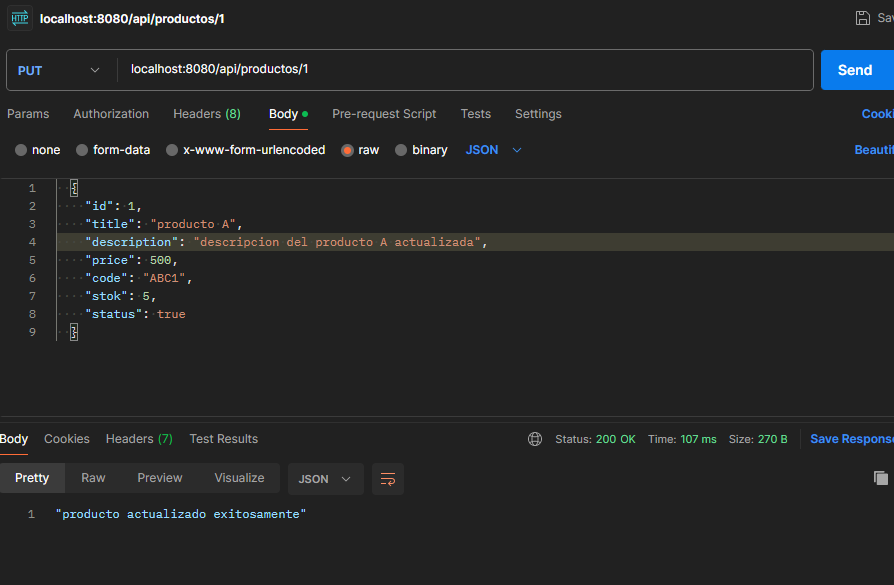 HTTP localhost:8080/api/productos/1 Sav
PUT localhost:8080/api/productos/1 Send
Params Authorization Headers (8) Body Pre-request Script Tests Settings Cooki
none form-data x-www-form-urlencoded raw binary JSON Beautif
1 {
2 "id": 1,
3 "title": "producto A",
4 "description": "descripcion del producto A actualizada",
5 "price": 500,
6 "code": "ABC1",
7 "stok": 5,
8 "status": true
9 }
Body Cookies Headers (7) Test Results Status: 200 OK Time: 107 ms Size: 270 B Save Response
Pretty Raw Preview Visualize JSON
1 "producto actualizado exitosamente"